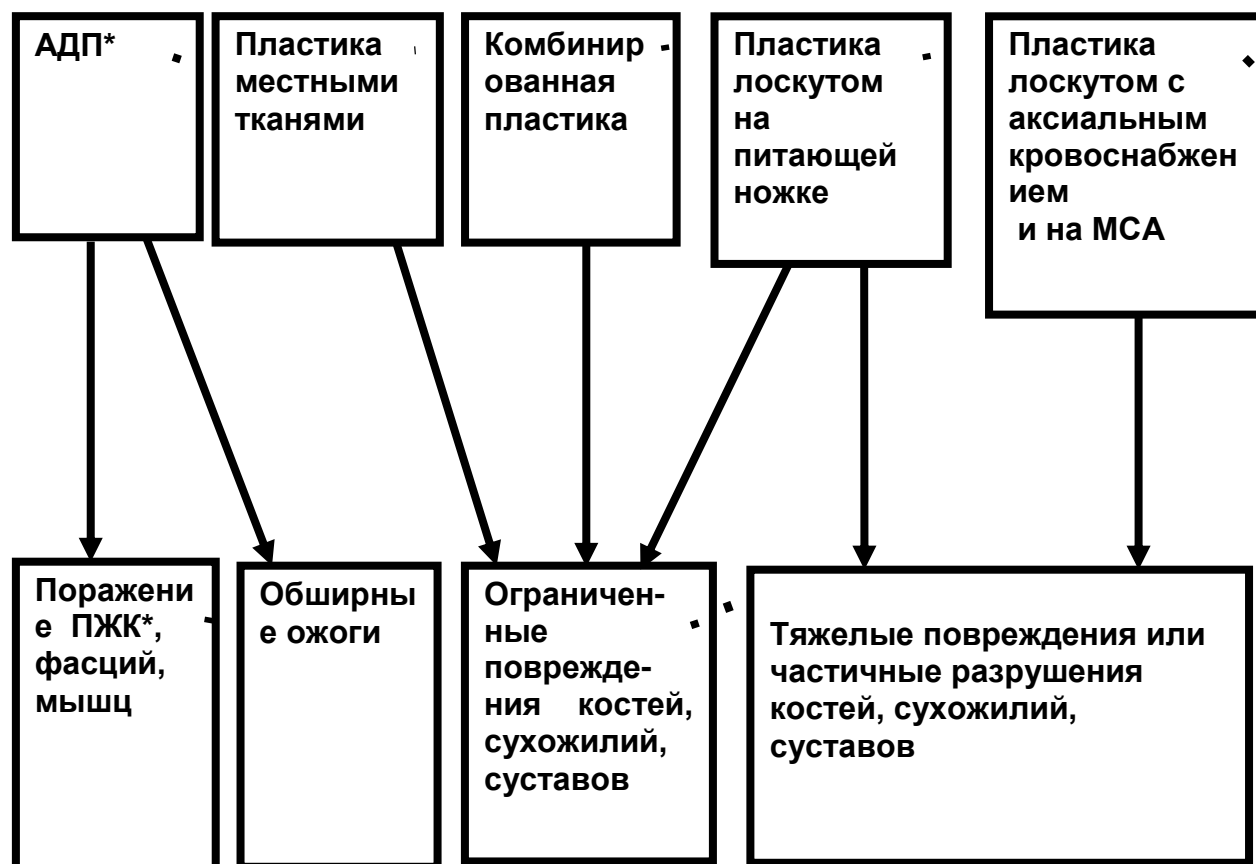 АДП*
Пластика
местными
тканями
Комбинир
ованная
пластика
Пластика
лоскутом
на
питающей
ножке
Пластика
лоскутом с
аксиальным
кровоснабжен
ием
и на МСА
Поражени
е ПЖК*,
фасций,
мышц
Обширны
е ожоги
Ограничен-
ные
поврежде-
ния костей,
сухожилий,
суставов
Тяжелые повреждения или
частичные разрушения
костей, сухожилий,
суставов